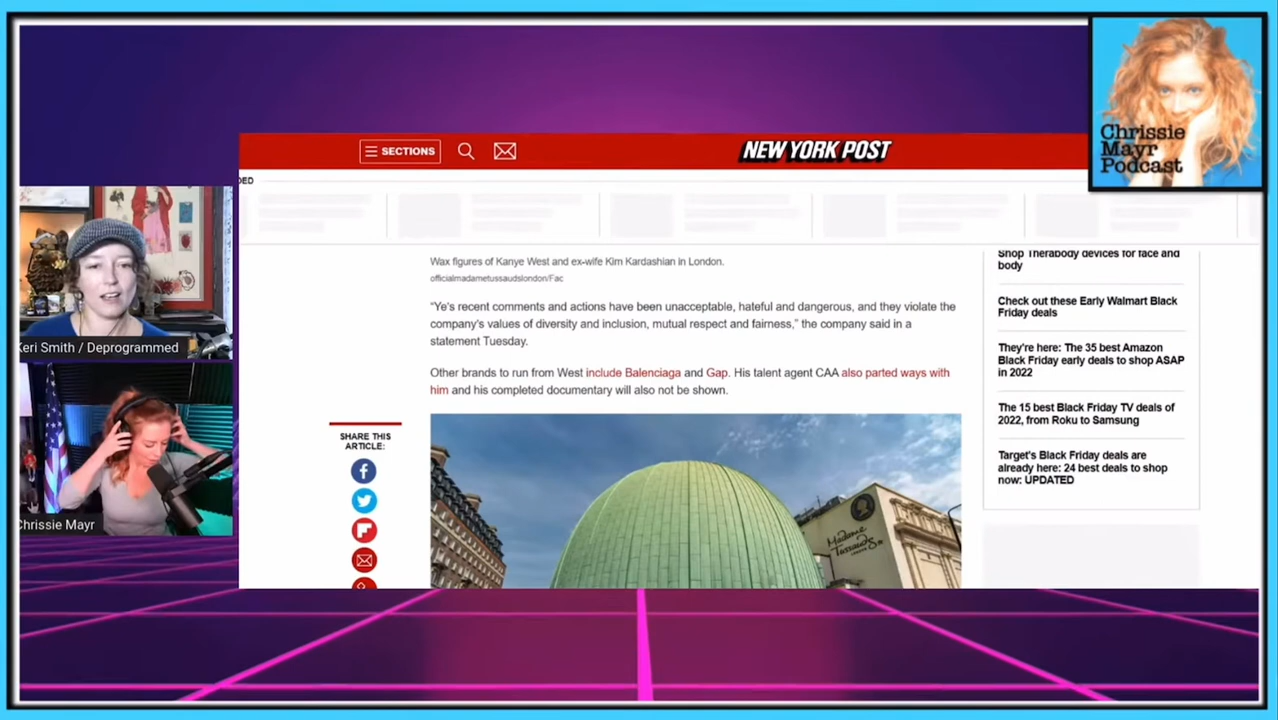 Chrissie
Mayr
Podcast
SECTIONS
NEW YORK POST
DED
Wax figures of Kanye West and ex-wife Kim Kardashian in London.
officialmadametussaudslondon/Fac
“Ye's recent comments and actions have been unacceptable, hateful and dangerous, and they violate the
company's values of diversity and inclusion, mutual respect and fairness,” the company said in a
statement Tuesday.
Other brands to run from West include Balenciaga and Gap. His talent agent CAA also parted ways with
him and his completed documentary will also not be shown.
SHARE THIS
ARTICLE:
Madame
Tussauds
LONDON
Shop Therabody devices for face and
body
Check out these Early Walmart Black
Friday deals
They're here: The 35 best Amazon
Black Friday early deals to shop ASAP
in 2022
The 15 best Black Friday TV deals of
2022, from Roku to Samsung
Target's Black Friday deals are
already here: 24 best deals to shop
now: UPDATED
Keri Smith / Deprogrammed
Chrissie Mayr